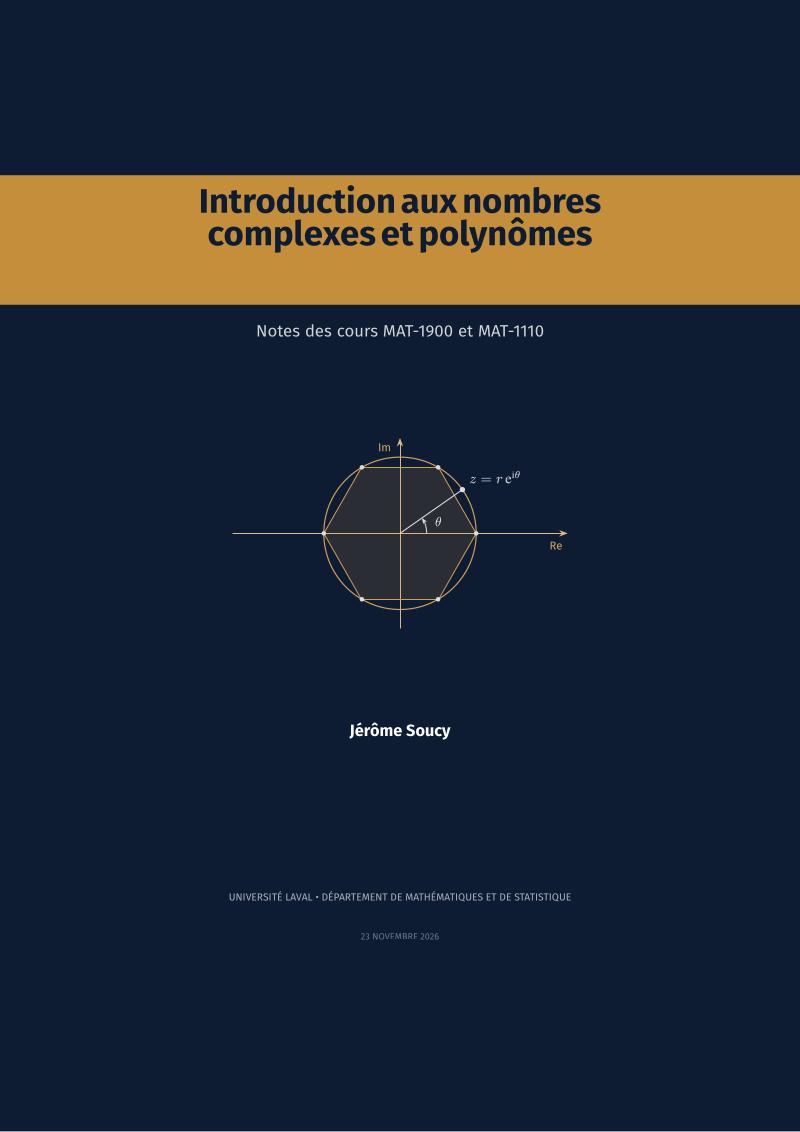 Introduction aux nombres
complexes et polynômes
Notes des cours MAT-1900 et MAT-1110
Im
z = r e^{iθ}
θ
Re
Jérôme Soucy
UNIVERSITÉ LAVAL • DÉPARTEMENT DE MATHÉMATIQUES ET DE STATISTIQUE
23 NOVEMBRE 2026